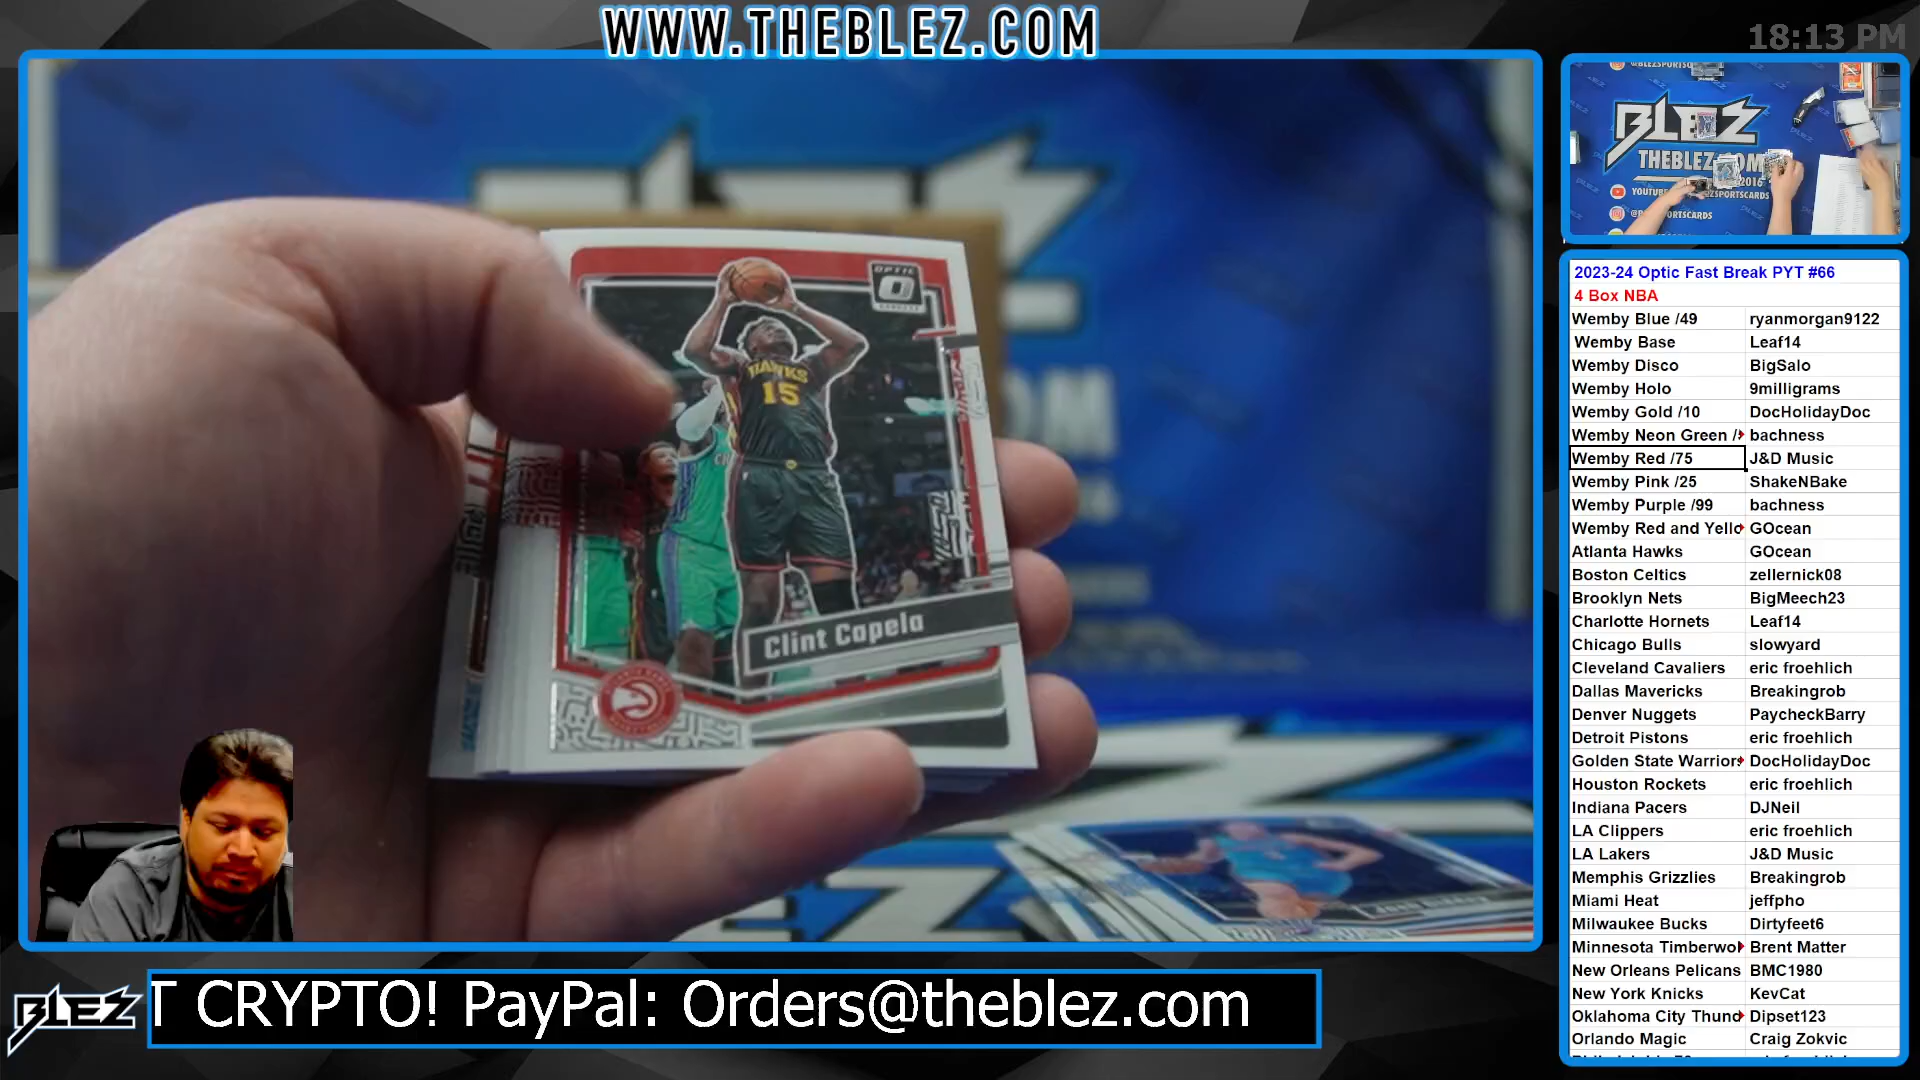 WWW.THEBLEZ.COM
18:13 PM
BLEZ
THEBLEZ.COM
2016
YOUTUBE
@BLEZSPORTSC
OPTIC
HAWKS
15
Clint Capela
2023-24 Optic Fast Break PYT #66
4 Box NBA
Wemby Blue /49 ryanmorgan9122
Wemby Base Leaf14
Wemby Disco BigSalo
Wemby Holo 9milligrams
Wemby Gold /10 DocHolidayDoc
Wemby Neon Green / bachness
Wemby Red /75 J&D Music
Wemby Pink /25 ShakeNBake
Wemby Purple /99 bachness
Wemby Red and Yello GOcean
Atlanta Hawks GOcean
Boston Celtics zellernick08
Brooklyn Nets BigMeech23
Charlotte Hornets Leaf14
Chicago Bulls slowyard
Cleveland Cavaliers eric froehlich
Dallas Mavericks Breakingrob
Denver Nuggets PaycheckBarry
Detroit Pistons eric froehlich
Golden State Warriors DocHolidayDoc
Houston Rockets eric froehlich
Indiana Pacers DJNeil
LA Clippers eric froehlich
LA Lakers J&D Music
Memphis Grizzlies Breakingrob
Miami Heat jeffpho
Milwaukee Bucks Dirtyfeet6
Minnesota Timberwol Brent Matter
New Orleans Pelicans BMC1980
New York Knicks KevCat
Oklahoma City Thund Dipset123
Orlando Magic Craig Zokvic
BLEZ
T CRYPTO! PayPal: Orders@theblez.com